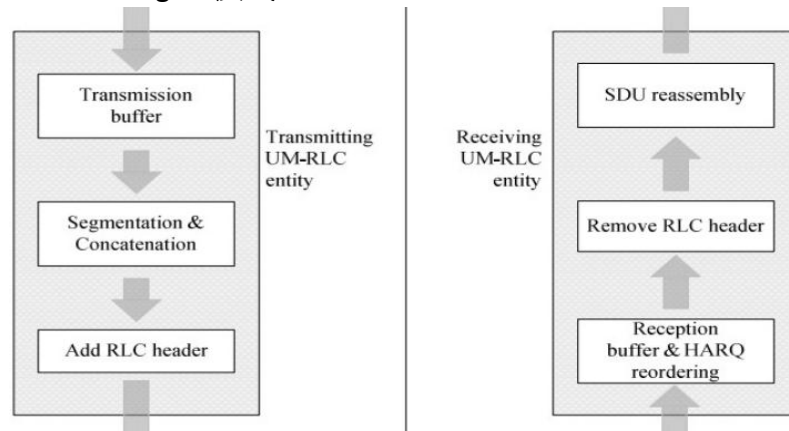 Transmission
buffer
Segmentation &
Concatenation
Add RLC header
Transmitting
UM-RLC
entity
Receiving
UM-RLC
entity
SDU reassembly
Remove RLC header
Reception
buffer & HARQ
reordering